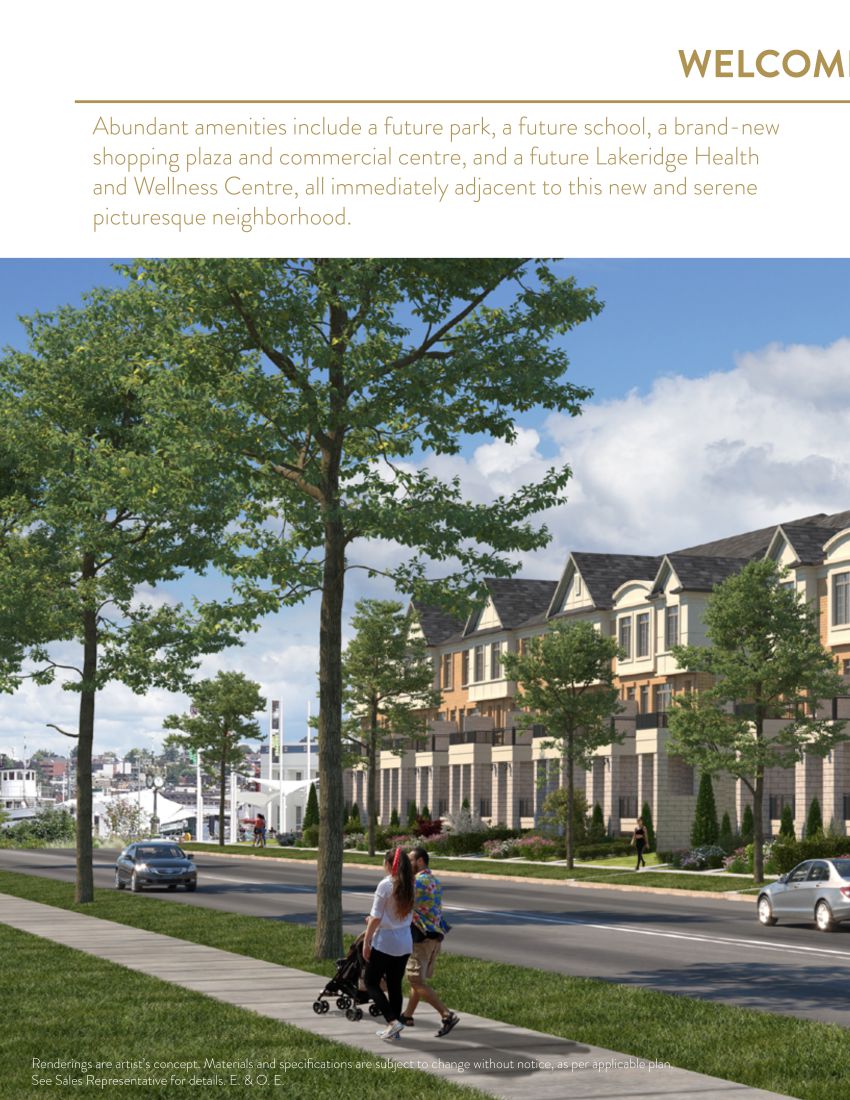 WELCOM
Abundant amenities include a future park, a future school, a brand-new
shopping plaza and commercial centre, and a future Lakeridge Health
and Wellness Centre, all immediately adjacent to this new and serene
picturesque neighborhood.
Renderings are artist's concept. Materials and specifications are subject to change without notice, as per applicable plan.
See Sales Representative for details. E. & O. E.